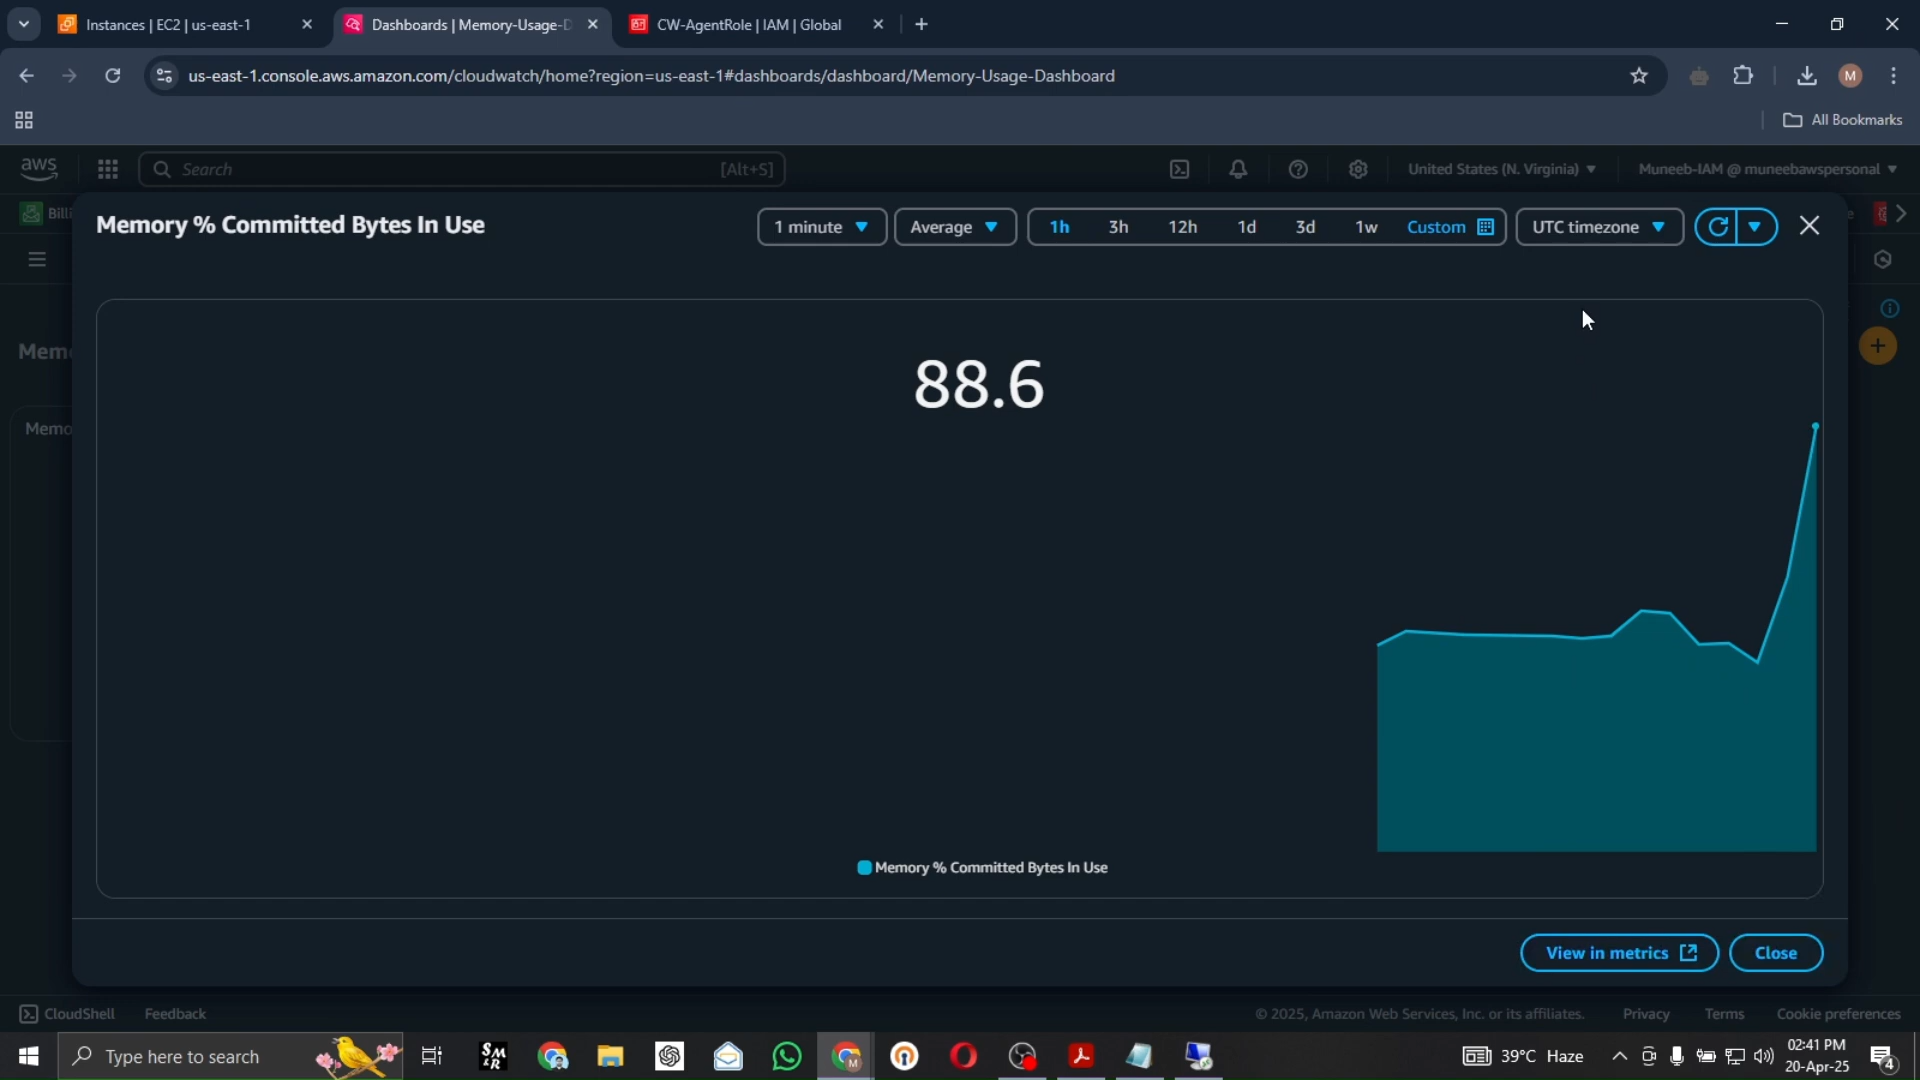 Instances | EC2 | us-east-1
Dashboards | Memory-Usage-D
CW-AgentRole | IAM | Global
us-east-1.console.aws.amazon.com/cloudwatch/home?region=us-east-1#dashboards/dashboard/Memory-Usage-Dashboard
M
All Bookmarks
aws
Search
[Alt+S]
United States (N. Virginia)
Muneeb-IAM @ muneebawspersonal
Billi
Memory % Committed Bytes In Use
1 minute
Average
1h
3h
12h
1d
3d
1w
Custom
UTC timezone
Memo
Memo
88.6
Memory % Committed Bytes In Use
View in metrics
Close
CloudShell
Feedback
© 2025, Amazon Web Services, Inc. or its affiliates.
Privacy
Terms
Cookie preferences
Type here to search
39°C Haze
02:41 PM
20-Apr-25
4